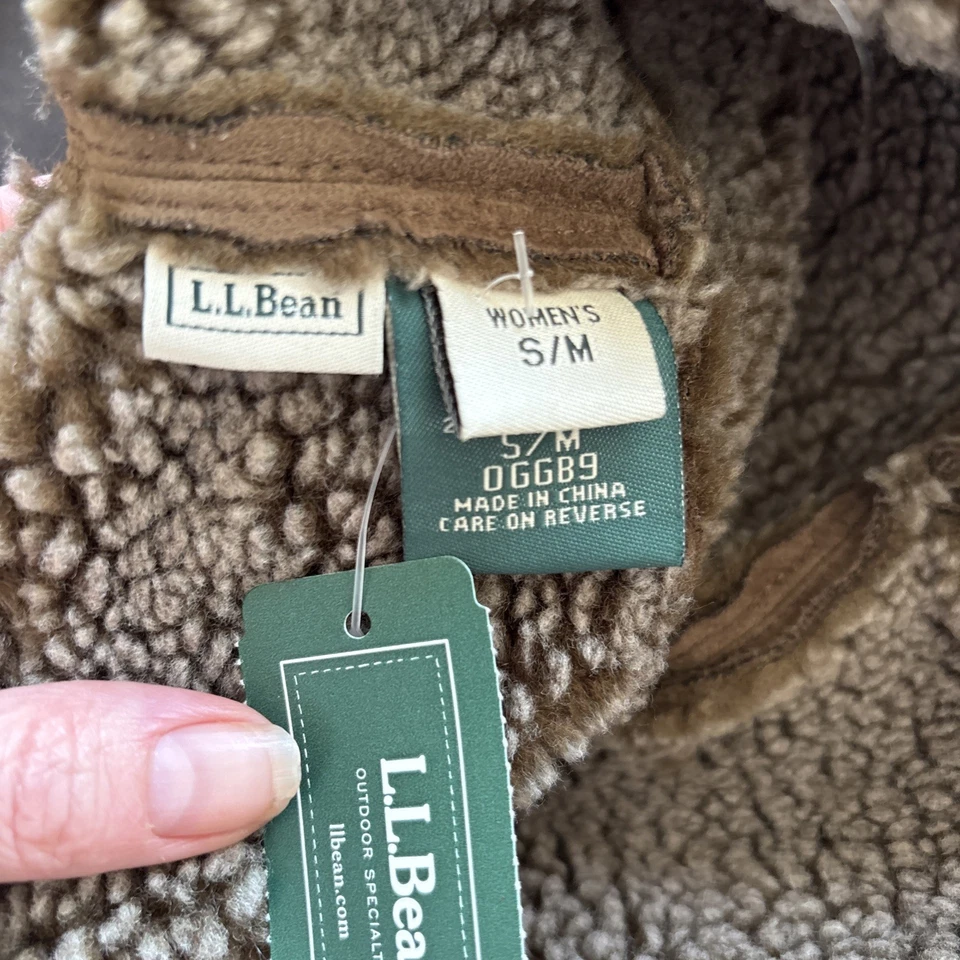 L.L.Bean
WOMEN'S
S/M
S/M
0GGB9
MADE IN CHINA
CARE ON REVERSE
L.L.Bea
OUTDOOR SPECIALT
llbean.com